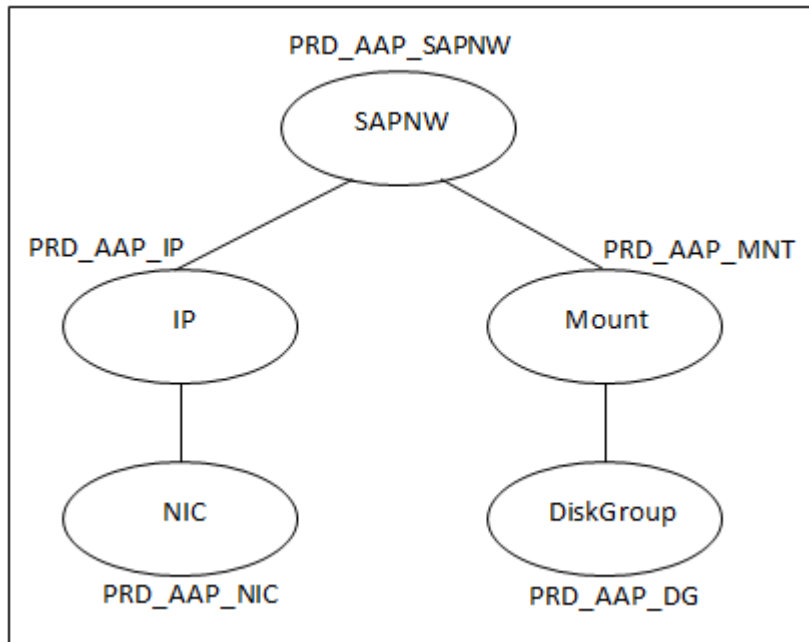 PRD_AAP_SAPNW
SAPNW
PRD_AAP_IP
PRD_AAP_MNT
IP
Mount
NIC
DiskGroup
PRD_AAP_NIC
PRD_AAP_DG